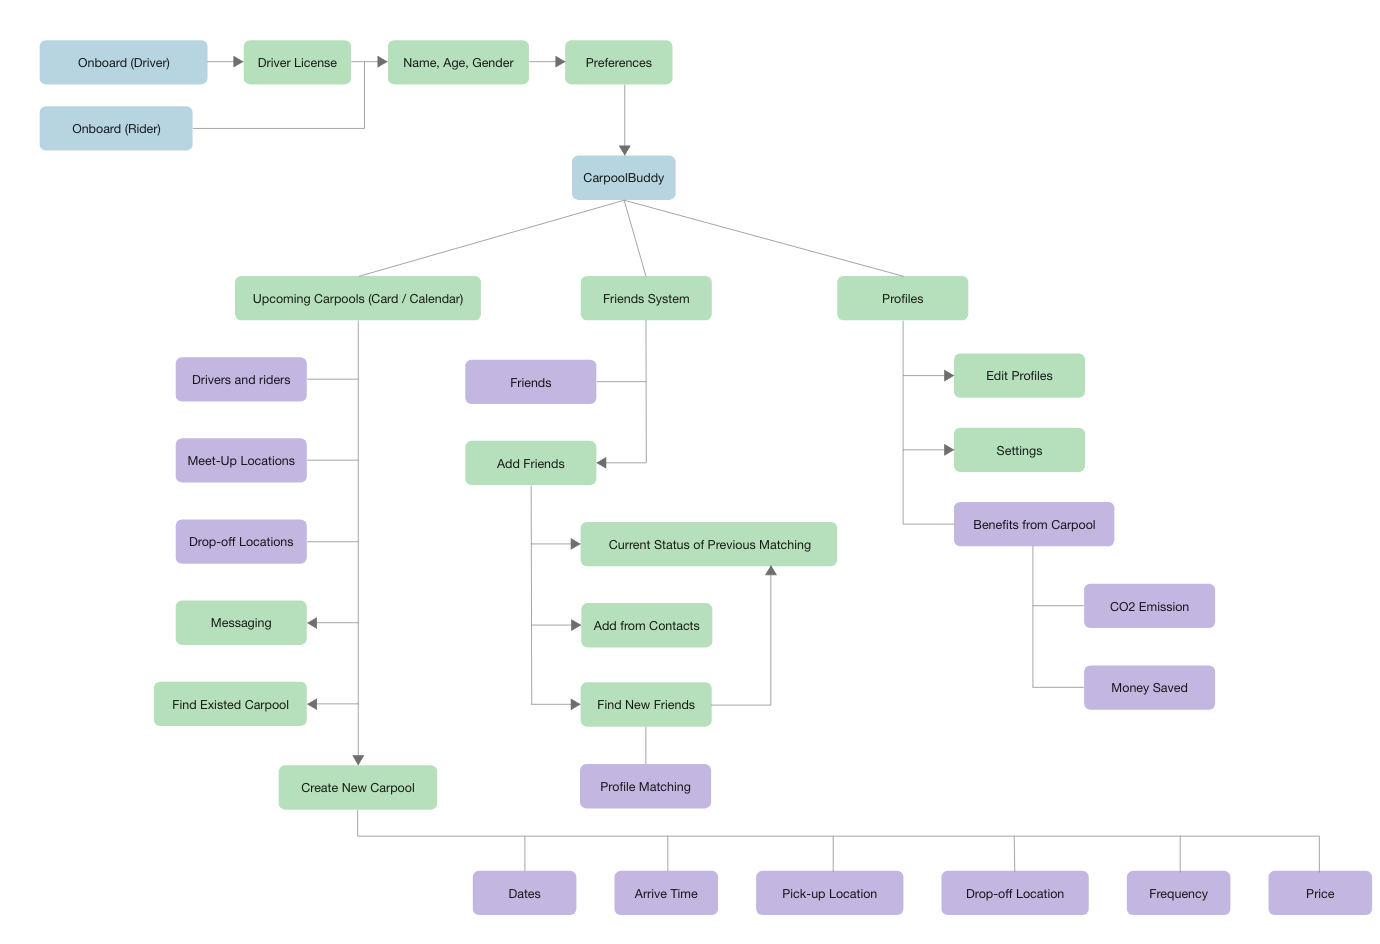 Onboard (Driver)
Driver License
Name, Age, Gender
Preferences
Onboard (Rider)
CarpoolBuddy
Upcoming Carpools (Card / Calendar)
Friends System
Profiles
Drivers and riders
Friends
Edit Profiles
Meet-Up Locations
Add Friends
Settings
Drop-off Locations
Current Status of Previous Matching
Benefits from Carpool
Messaging
Add from Contacts
CO2 Emission
Find Existed Carpool
Find New Friends
Money Saved
Create New Carpool
Profile Matching
Dates
Arrive Time
Pick-up Location
Drop-off Location
Frequency
Price